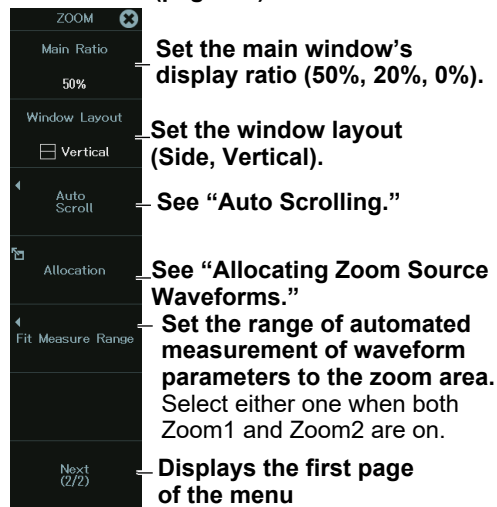 ZOOM
Main Ratio
50%
Set the main window's
display ratio (50%, 20%, 0%).
Window Layout
Vertical
Set the window layout
(Side, Vertical).
Auto
Scroll
See “Auto Scrolling.”
Allocation
See “Allocating Zoom Source
Waveforms.”
Fit Measure Range
Set the range of automated
measurement of waveform
parameters to the zoom area.
Select either one when both
Zoom1 and Zoom2 are on.
Next
(2/2)
Displays the first page
of the menu